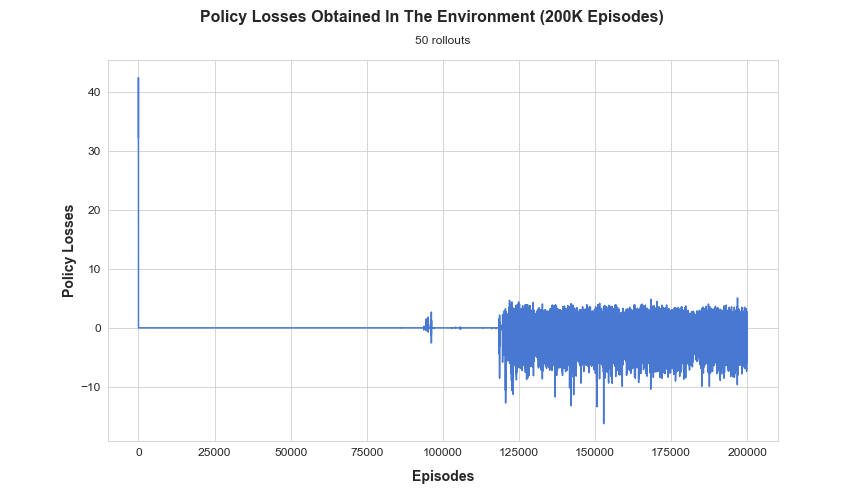 Policy Losses Obtained In The Environment (200K Episodes)
50 rollouts
40
30
20
10
0
−10
Policy Losses
0 25000 50000 75000 100000 125000 150000 175000 200000
Episodes